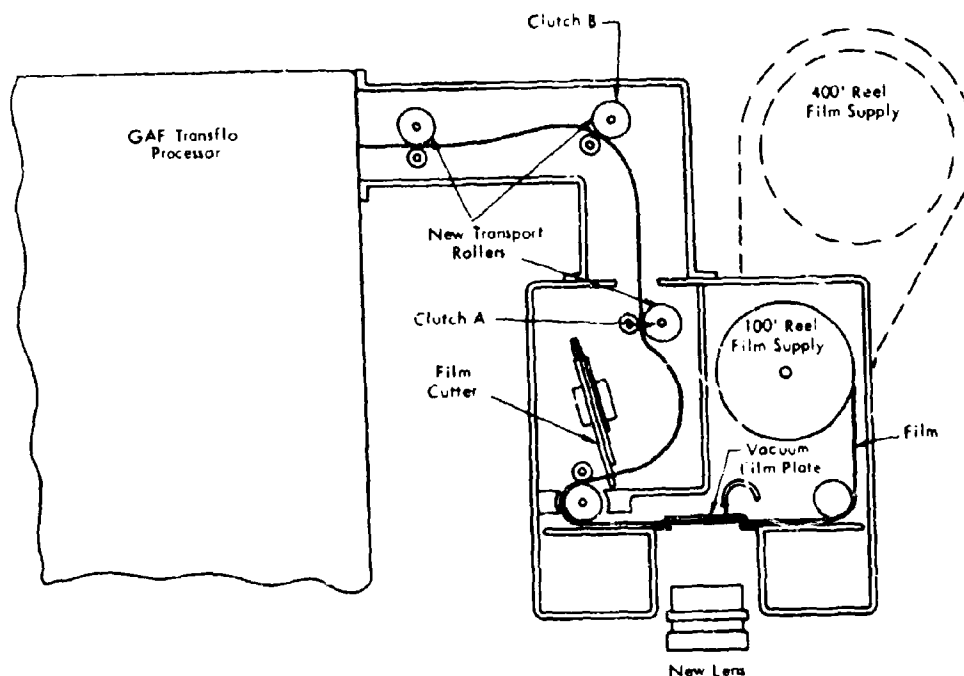 Clutch B
400' Reel
Film Supply
GAF Transflo
Processor
New Transport
Rollers
Clutch A
100' Reel
Film Supply
Film
Cutter
Film
Vacuum
Film Plate
New Lens